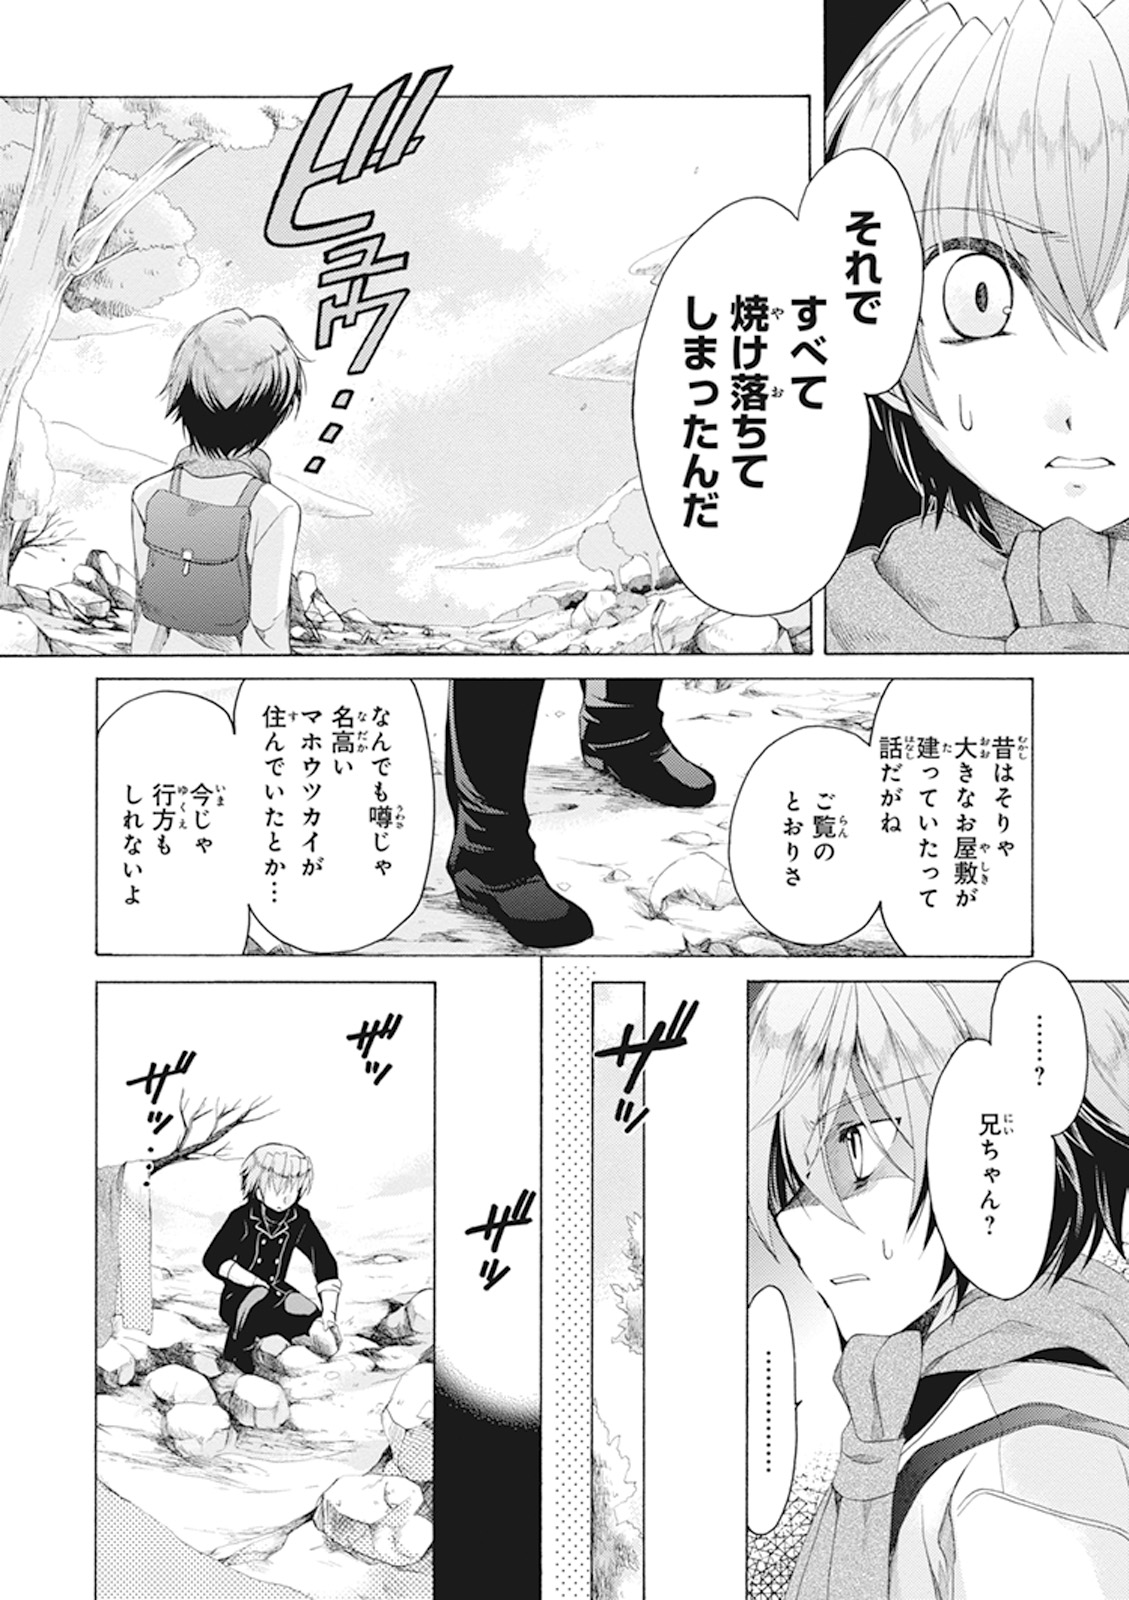 それで
すべて
焼け落ちて
しまったんだ
ビュウ…
昔はそりゃ
大きなお屋敷が
建っていたって
話だがね
ご覧の
とおりさ
なんでも噂じゃ
名高い
マホウツカイが
住んでいたとか…
今じゃ
行方も
しれないよ
……？
兄ちゃん？
…………
ザッ
ザッ
ザッ
ザッ…